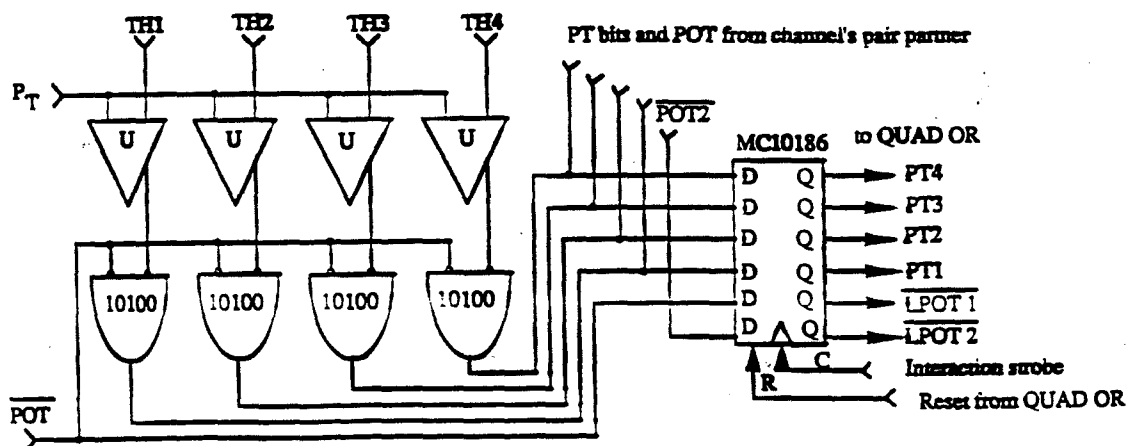 TH1 TH2 TH3 TH4
PT bits and POT from channel's pair partner
P_T
POT2
MC10186 to QUAD OR
U U U U
D Q PT4
D Q PT3
D Q PT2
D Q PT1
10100 10100 10100 10100
D Q LPOT 1
D Q LPOT 2
C Interaction strobe
R Reset from QUAD OR
POT